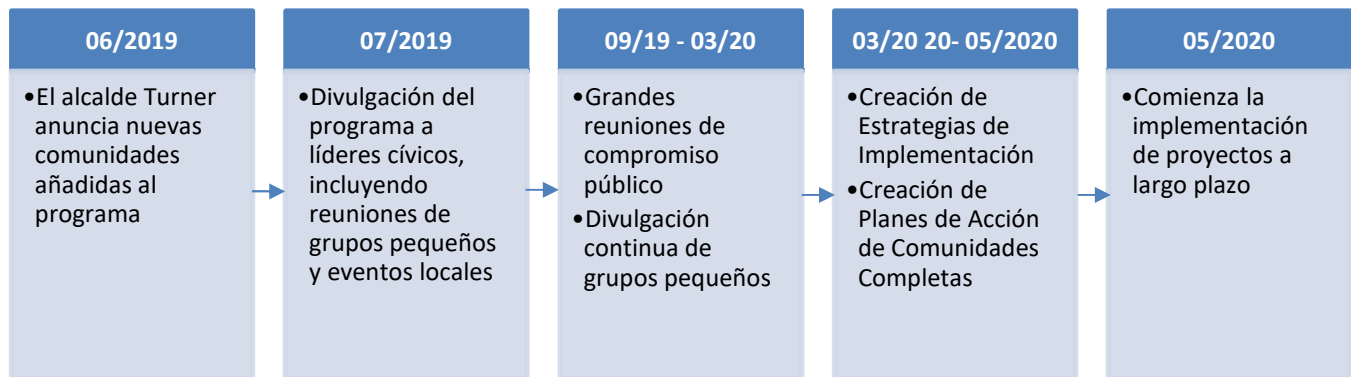 06/2019
•El alcalde Turner
anuncia nuevas
comunidades
añadidas al
programa
07/2019
•Divulgación del
programa a
líderes cívicos,
incluyendo
reuniones de
grupos pequeños
y eventos locales
09/19 - 03/20
•Grandes
reuniones de
compromiso
público
•Divulgación
continua de
grupos pequeños
03/20 20- 05/2020
•Creación de
Estrategias de
Implementación
•Creación de
Planes de Acción
de Comunidades
Completas
05/2020
•Comienza la
implementación
de proyectos a
largo plazo